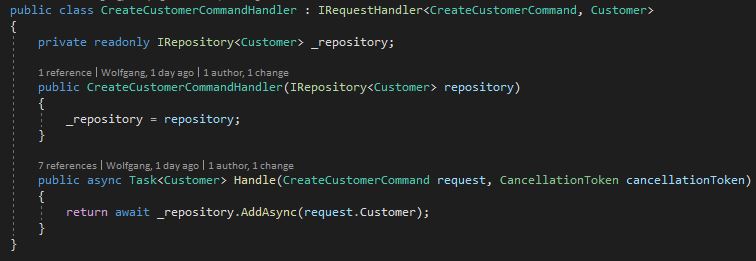 public class CreateCustomerCommandHandler : IRequestHandler<CreateCustomerCommand, Customer>
{
private readonly IRepository<Customer> _repository;
1 reference | Wolfgang, 1 day ago | 1 author, 1 change
public CreateCustomerCommandHandler(IRepository<Customer> repository)
{
_repository = repository;
}
7 references | Wolfgang, 1 day ago | 1 author, 1 change
public async Task<Customer> Handle(CreateCustomerCommand request, CancellationToken cancellationToken)
{
return await _repository.AddAsync(request.Customer);
}
}